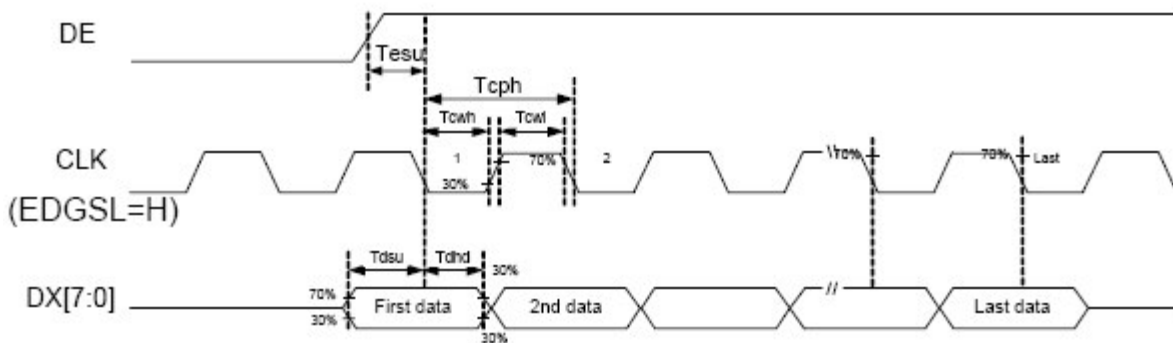 DE
Tesu
Tcph
Tcwh
Tcwl
CLK
1
70%
2
\\
70%
70%
Last
30%
(EDGSL=H)
Tdsu
Tdhd
30%
DX[7:0]
70%
First data
2nd data
//
Last data
30%
30%